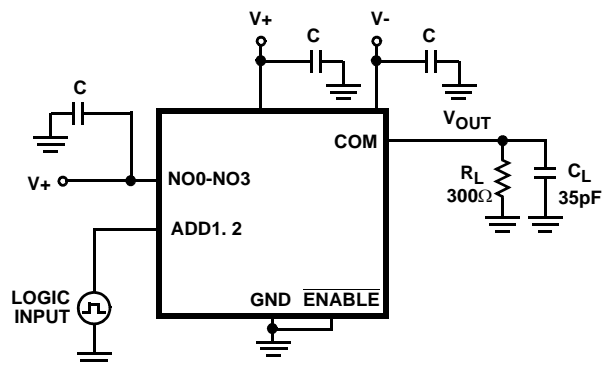 V+
C
V-
C
C
V+
NO0-NO3
ADD1. 2
COM
VOUT
RL
300Ω
CL
35pF
LOGIC
INPUT
GND
ENABLE